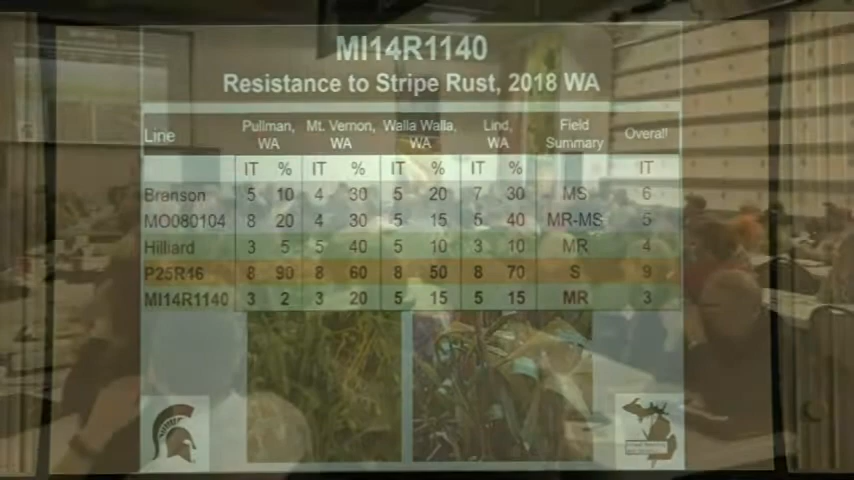 MI14R1140
Resistance to Stripe Rust, 2018 WA
Line Pullman, WA Mt. Vernon, WA Walla Walla, WA Lind, WA Field Summary Overall
IT % IT % IT % IT % IT
Branson 5 10 4 30 5 20 7 30 MS 6
MO080104 8 20 4 30 5 15 5 40 MR-MS 5
Hilliard 3 5 5 40 5 10 3 10 MR 4
P25R46 8 90 8 60 8 50 8 70 S 9
MI14R1140 3 2 3 20 5 15 5 15 MR 3